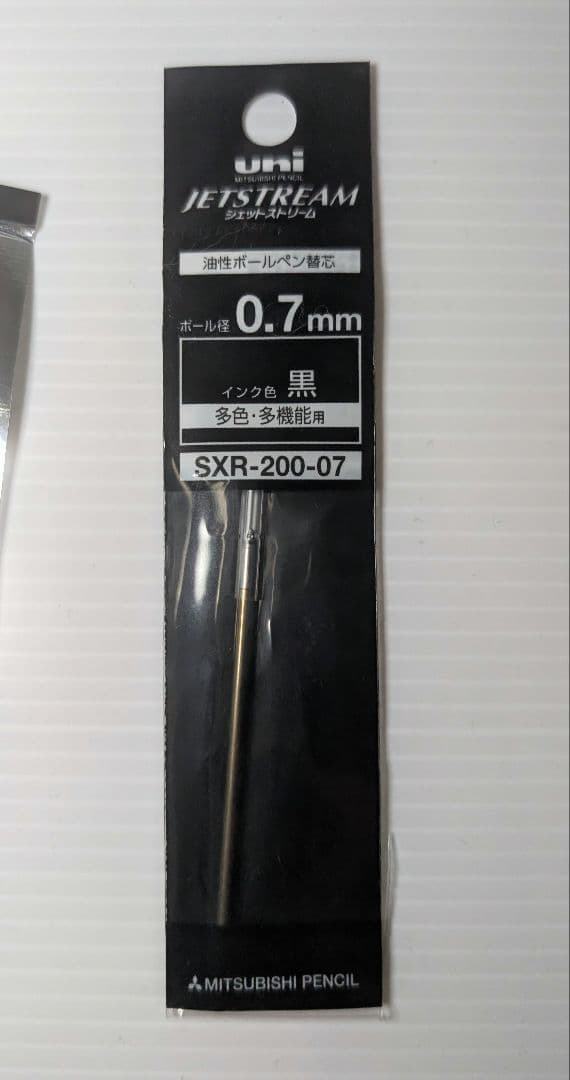 uni
MITSUBISHI PENCIL
JETSTREAM
ジェットストリーム
油性ボールペン替芯
ボール径 0.7mm
インク色 黒
多色・多機能用
SXR-200-07
MITSUBISHI PENCIL